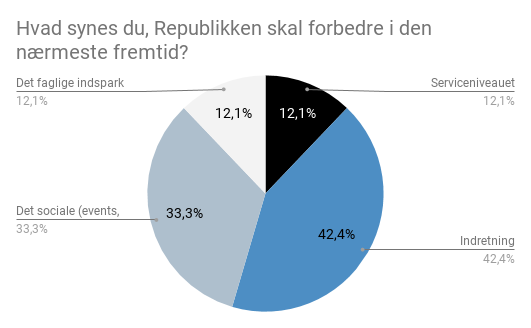 Hvad synes du, Republikken skal forbedre i den
nærmeste fremtid?
Det faglige indspark
12,1%
Serviceniveauet
12,1%
12,1%
12,1%
Det sociale (events,
33,3%
33,3%
42,4%
Indretning
42,4%